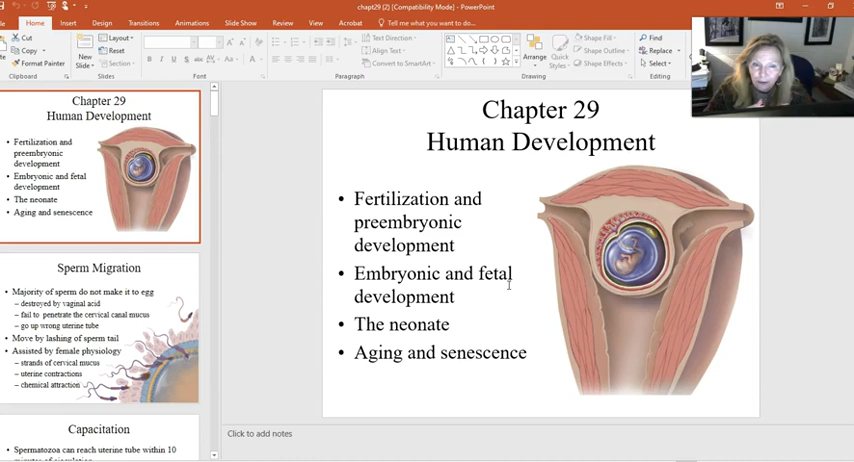 chapt29 (2) [Compatibility Mode] - PowerPoint
File Home Insert Design Transitions Animations Slide Show Review View Acrobat Tell me what you want to do...
Cut
Copy
Format Painter
Clipboard
New Slide
Layout
Reset
Section
Slides
Font
Text Direction
Align Text
Convert to SmartArt
Paragraph
Arrange
Quick Styles
Shape Fill
Shape Outline
Shape Effects
Drawing
Find
Replace
Select
Chapter 29
Human Development
• Fertilization and
preembryonic
development
• Embryonic and fetal
development
• The neonate
• Aging and senescence
Sperm Migration
• Majority of sperm do not make it to egg
– destroyed by vaginal acid
– fail to penetrate the cervical canal mucus
– go up wrong uterine tube
• Move by lashing of sperm tail
• Assisted by female physiology
– strands of cervical mucus
– uterine contractions
– chemical attraction
Capacitation
• Spermatozoa can reach uterine tube within 10
Chapter 29
Human Development
• Fertilization and
preembryonic
development
• Embryonic and fetal
development
• The neonate
• Aging and senescence
Click to add notes